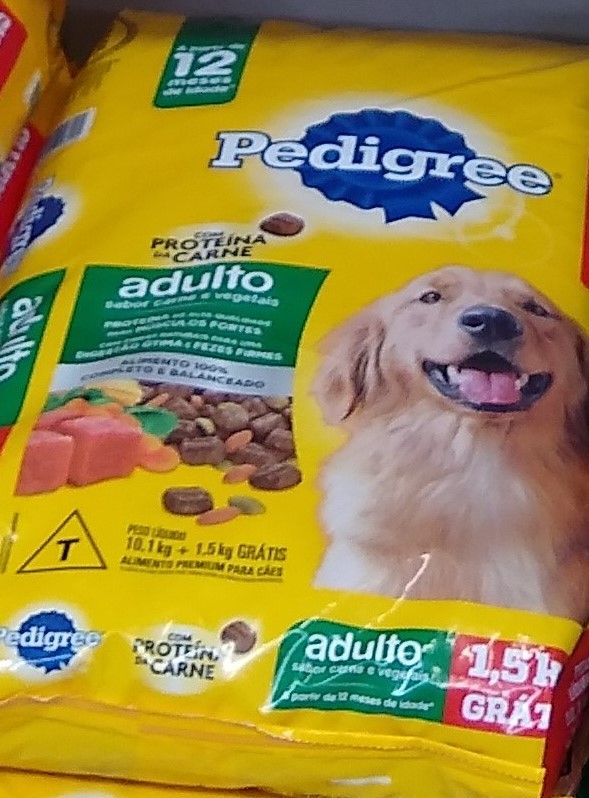 A partir de
12
meses
de idade*
Pedigree
COM
PROTEÍNA
DA CARNE
adulto
sabor carne e vegetais
PROTEÍNA DE ALTA QUALIDADE
MÚSCULOS FORTES
DIGESTÃO ÓTIMA E FEZES FIRMES
ALIMENTO 100%
COMPLETO E BALANCEADO
T
PESO LÍQUIDO
10,1 kg + 1,5 kg GRÁTIS
ALIMENTO PREMIUM PARA CÃES
Pedigree
COM
PROTEÍNA
DA CARNE
adulto
sabor carne e vegetais
A partir de 12 meses de idade*
1,5k
GRÁT
adulto